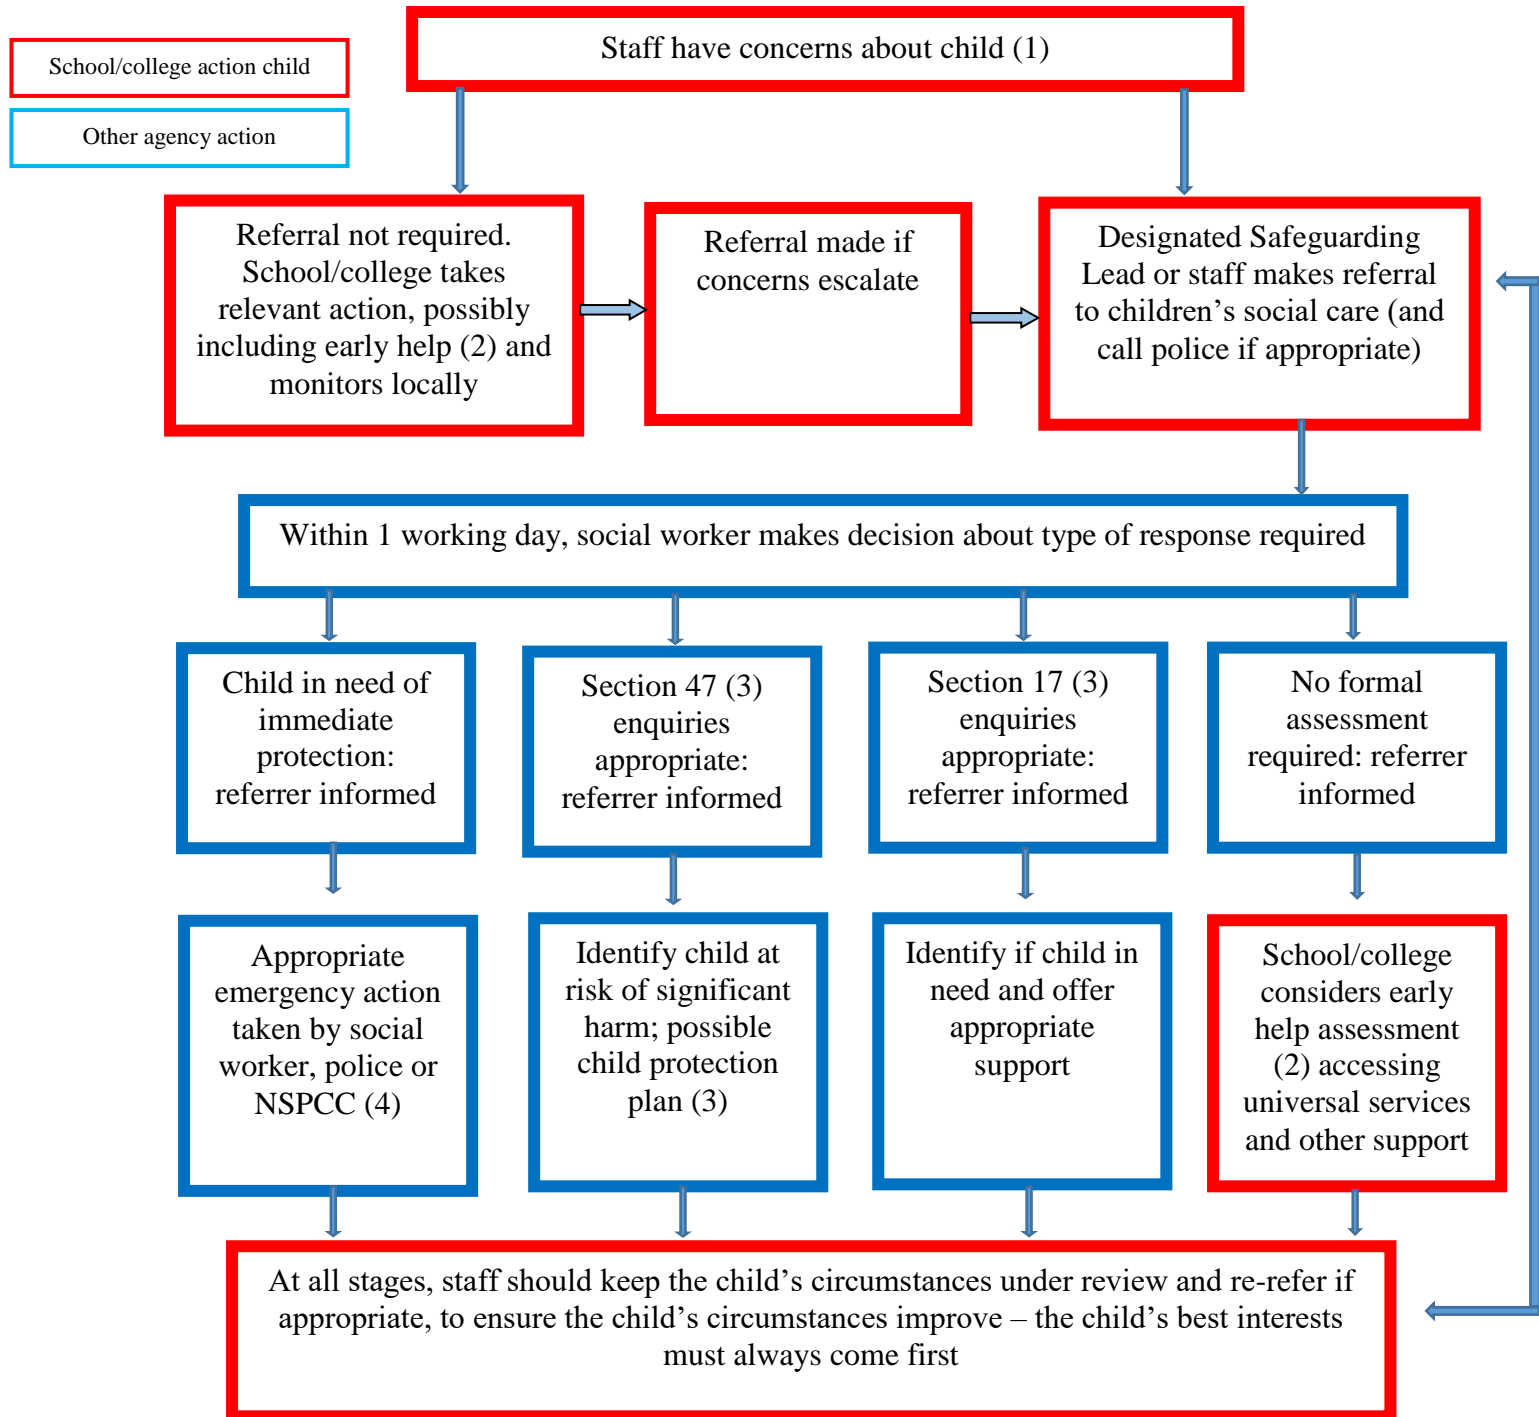 Staff have concerns about child (1)
School/college action child
Other agency action
Referral not required.
School/college takes
relevant action, possibly
including early help (2) and
monitors locally
Referral made if
concerns escalate
Designated Safeguarding
Lead or staff makes referral
to children’s social care (and
call police if appropriate)
Within 1 working day, social worker makes decision about type of response required
Child in need of
immediate
protection:
referrer informed
Section 47 (3)
enquiries
appropriate:
referrer informed
Section 17 (3)
enquiries
appropriate:
referrer informed
No formal
assessment
required: referrer
informed
Appropriate
emergency action
taken by social
worker, police or
NSPCC (4)
Identify child at
risk of significant
harm; possible
child protection
plan (3)
Identify if child in
need and offer
appropriate
support
School/college
considers early
help assessment
(2) accessing
universal services
and other support
At all stages, staff should keep the child’s circumstances under review and re-refer if
appropriate, to ensure the child’s circumstances improve – the child’s best interests
must always come first